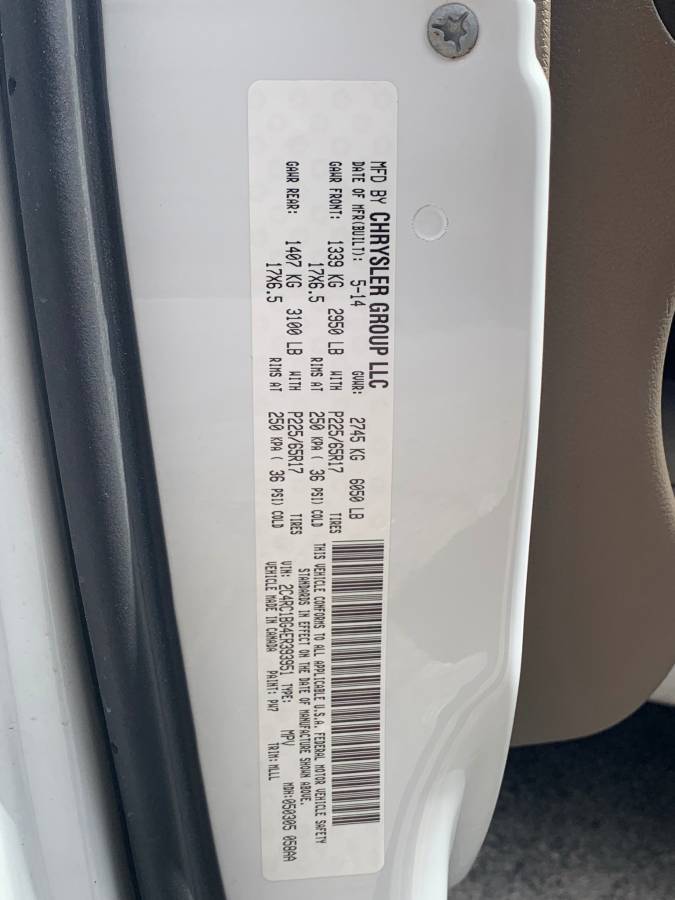 MFD BY CHRYSLER GROUP LLC
DATE OF MFR(BUILT): 5-14 GVWR: 2745 KG 6050 LB
GAWR FRONT: 1339 KG 2950 LB WITH P225/65R17 TIRES
17X6.5 RIMS AT 250 KPA ( 36 PSI) COLD
GAWR REAR: 1407 KG 3100 LB WITH P225/65R17 TIRES
17X6.5 RIMS AT 250 KPA ( 36 PSI) COLD
THIS VEHICLE CONFORMS TO ALL APPLICABLE U.S.A. FEDERAL MOTOR VEHICLE SAFETY
STANDARDS IN EFFECT ON THE DATE OF MANUFACTURE SHOWN ABOVE.
VIN: 2C4RC1BG4ER393951 TYPE: MPV MDH:050305 058AA
VEHICLE MADE IN CANADA PAINT: PW7 TRIM:MLLL